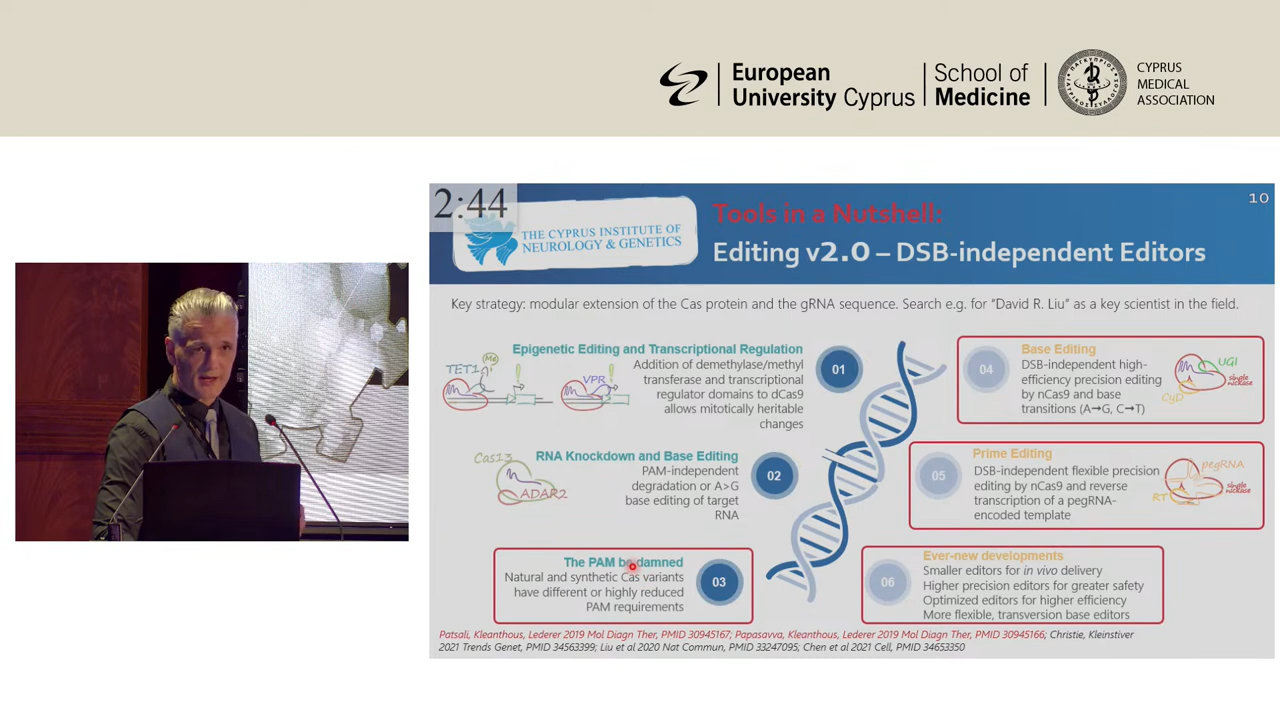 European
University Cyprus
School of
Medicine
CYPRUS
MEDICAL
ASSOCIATION
2:44
10
THE CYPRUS INSTITUTE OF
NEUROLOGY & GENETICS
Tools in a Nutshell:
Editing v2.0 – DSB-independent Editors
Key strategy: modular extension of the Cas protein and the gRNA sequence. Search e.g. for "David R. Liu" as a key scientist in the field.
Epigenetic Editing and Transcriptional Regulation
Addition of demethylase/methyl
transferase and transcriptional
regulator domains to dCas9
allows mitotically heritable
changes
TET1
Me
!
VPR
!
01
RNA Knockdown and Base Editing
PAM-independent
degradation or A>G
base editing of target
RNA
Cas13
ADAR2
02
The PAM be damned
Natural and synthetic Cas variants
have different or highly reduced
PAM requirements
03
04
Base Editing
DSB-independent high-
efficiency precision editing
by nCas9 and base
transitions (A→G, C→T)
UGI
single
nickase
CyD
05
Prime Editing
DSB-independent flexible precision
editing by nCas9 and reverse
transcription of a pegRNA-
encoded template
pegRNA
single
nickase
RT
06
Ever-new developments
Smaller editors for in vivo delivery
Higher precision editors for greater safety
Optimized editors for higher efficiency
More flexible, transversion base editors
Patsali, Kleanthous, Lederer 2019 Mol Diagn Ther, PMID 30945167; Papasavva, Kleanthous, Lederer 2019 Mol Diagn Ther, PMID 30945166; Christie, Kleinstiver
2021 Trends Genet, PMID 34563399; Liu et al 2020 Nat Commun, PMID 33247095; Chen et al 2021 Cell, PMID 34653350